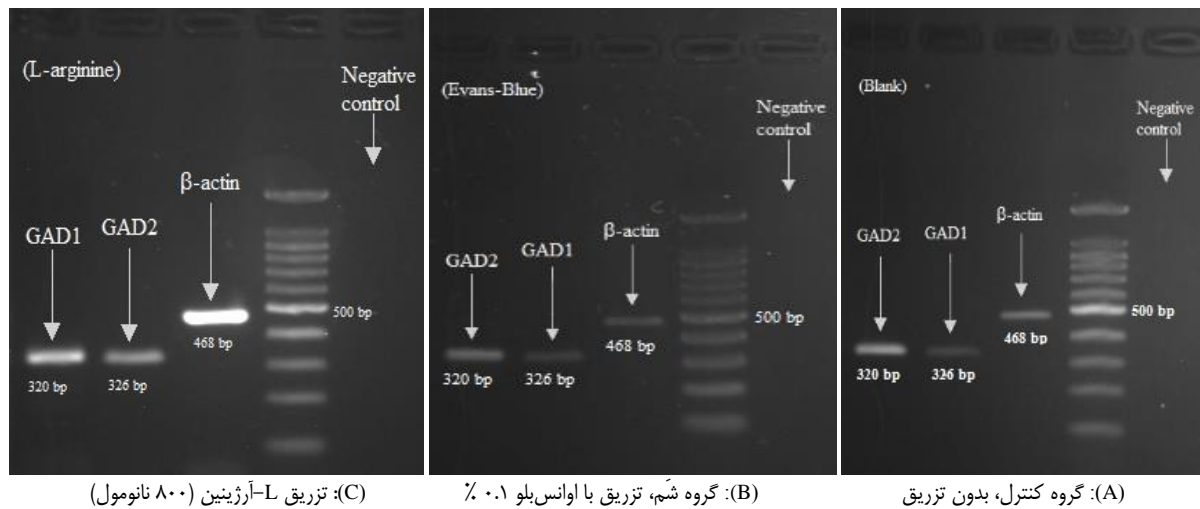 (L-arginine)
Negative
control
β-actin
GAD1
GAD2
500 bp
468 bp
320 bp
326 bp
(C): تزریق L-آرژینین (۸۰۰ نانومول)
(Evans-Blue)
Negative
control
β-actin
GAD2
GAD1
500 bp
468 bp
320 bp
326 bp
(B): گروه شَم، تزریق با اوانس‌بلو ۰.۱ ٪
(Blank)
Negative
control
β-actin
GAD2
GAD1
500 bp
468 bp
320 bp
326 bp
(A): گروه کنترل، بدون تزریق